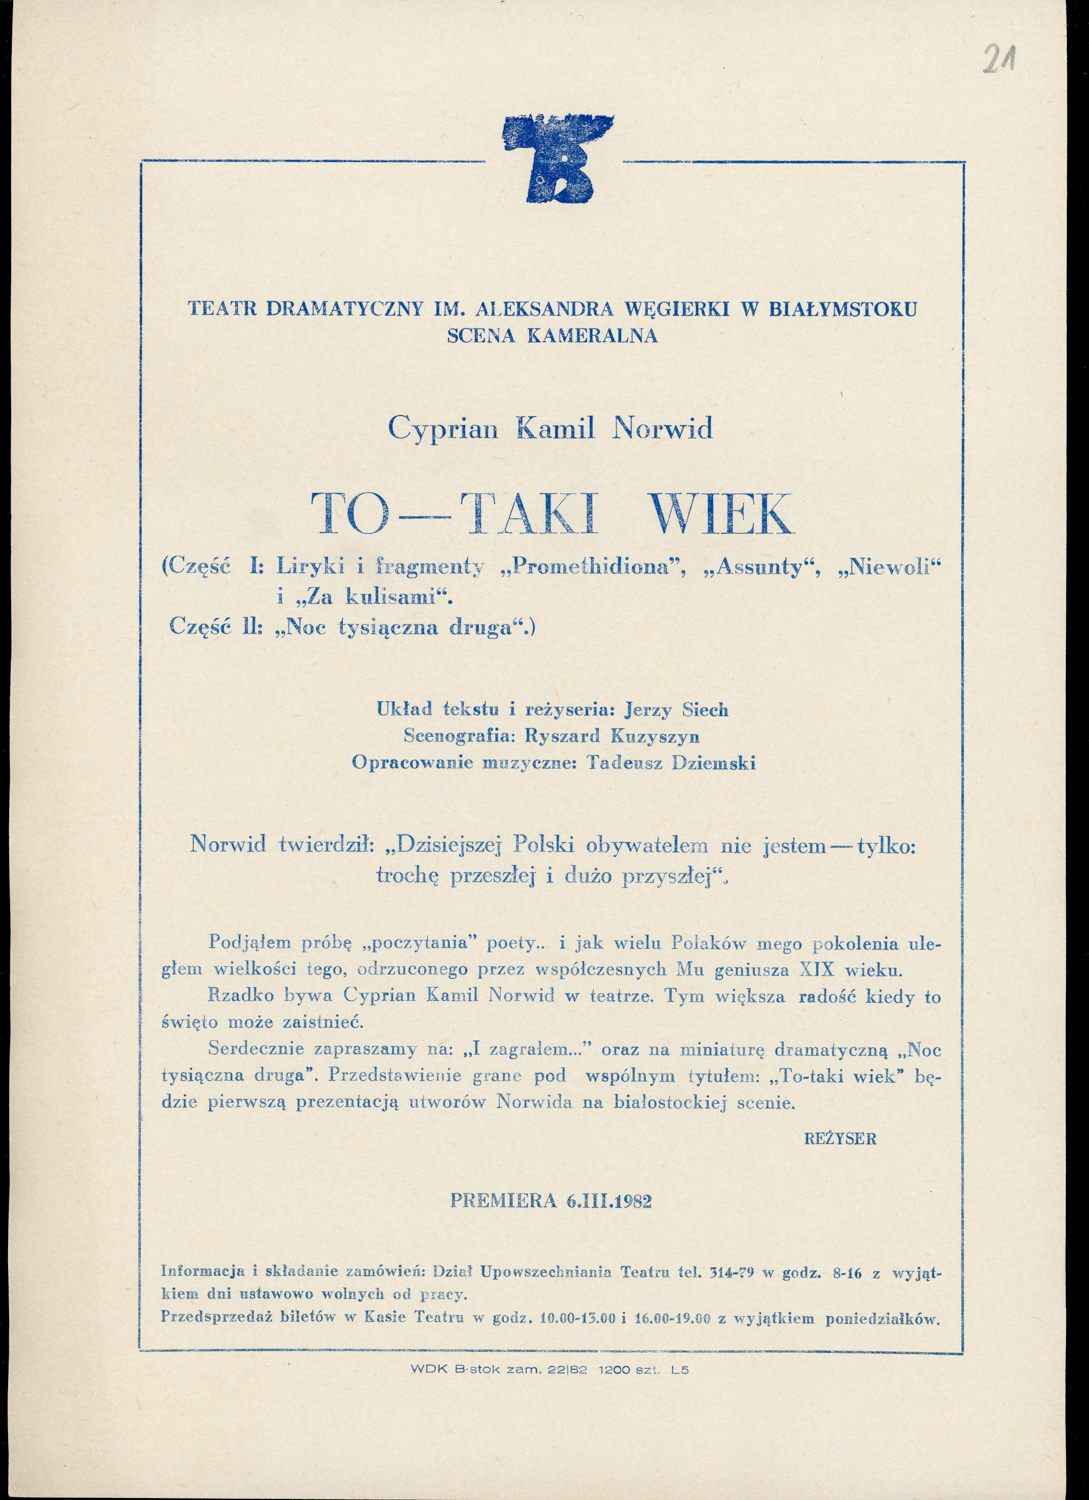 21
TB
TEATR DRAMATYCZNY IM. ALEKSANDRA WĘGIERKI W BIAŁYMSTOKU
SCENA KAMERALNA
Cyprian Kamil Norwid
TO — TAKI WIEK
(Część I: Liryki i fragmenty „Promethidiona”, „Assunty“, „Niewoli“
i „Za kulisami“.
Część II: „Noc tysiączna druga“.)
Układ tekstu i reżyseria: Jerzy Siech
Scenografia: Ryszard Kuzyszyn
Opracowanie muzyczne: Tadeusz Dziemski
Norwid twierdził: „Dzisiejszej Polski obywatelem nie jestem — tylko:
trochę przeszłej i dużo przyszłej“.
Podjąłem próbę „poczytania” poety... i jak wielu Polaków mego pokolenia ule-
głem wielkości tego, odrzuconego przez współczesnych Mu geniusza XIX wieku.
Rzadko bywa Cyprian Kamil Norwid w teatrze. Tym większa radość kiedy to
święto może zaistnieć.
Serdecznie zapraszamy na: „I zagrałem...” oraz na miniaturę dramatyczną „Noc
tysiączna druga”. Przedstawienie grane pod wspólnym tytułem: „To-taki wiek” bę-
dzie pierwszą prezentacją utworów Norwida na białostockiej scenie.
REŻYSER
PREMIERA 6.III.1982
Informacja i składanie zamówień: Dział Upowszechniania Teatru tel. 314-79 w godz. 8-16 z wyjąt-
kiem dni ustawowo wolnych od pracy.
Przedsprzedaż biletów w Kasie Teatru w godz. 10.00-13.00 i 16.00-19.00 z wyjątkiem poniedziałków.
WDK B-stok zam. 22|82 1200 szt. L5